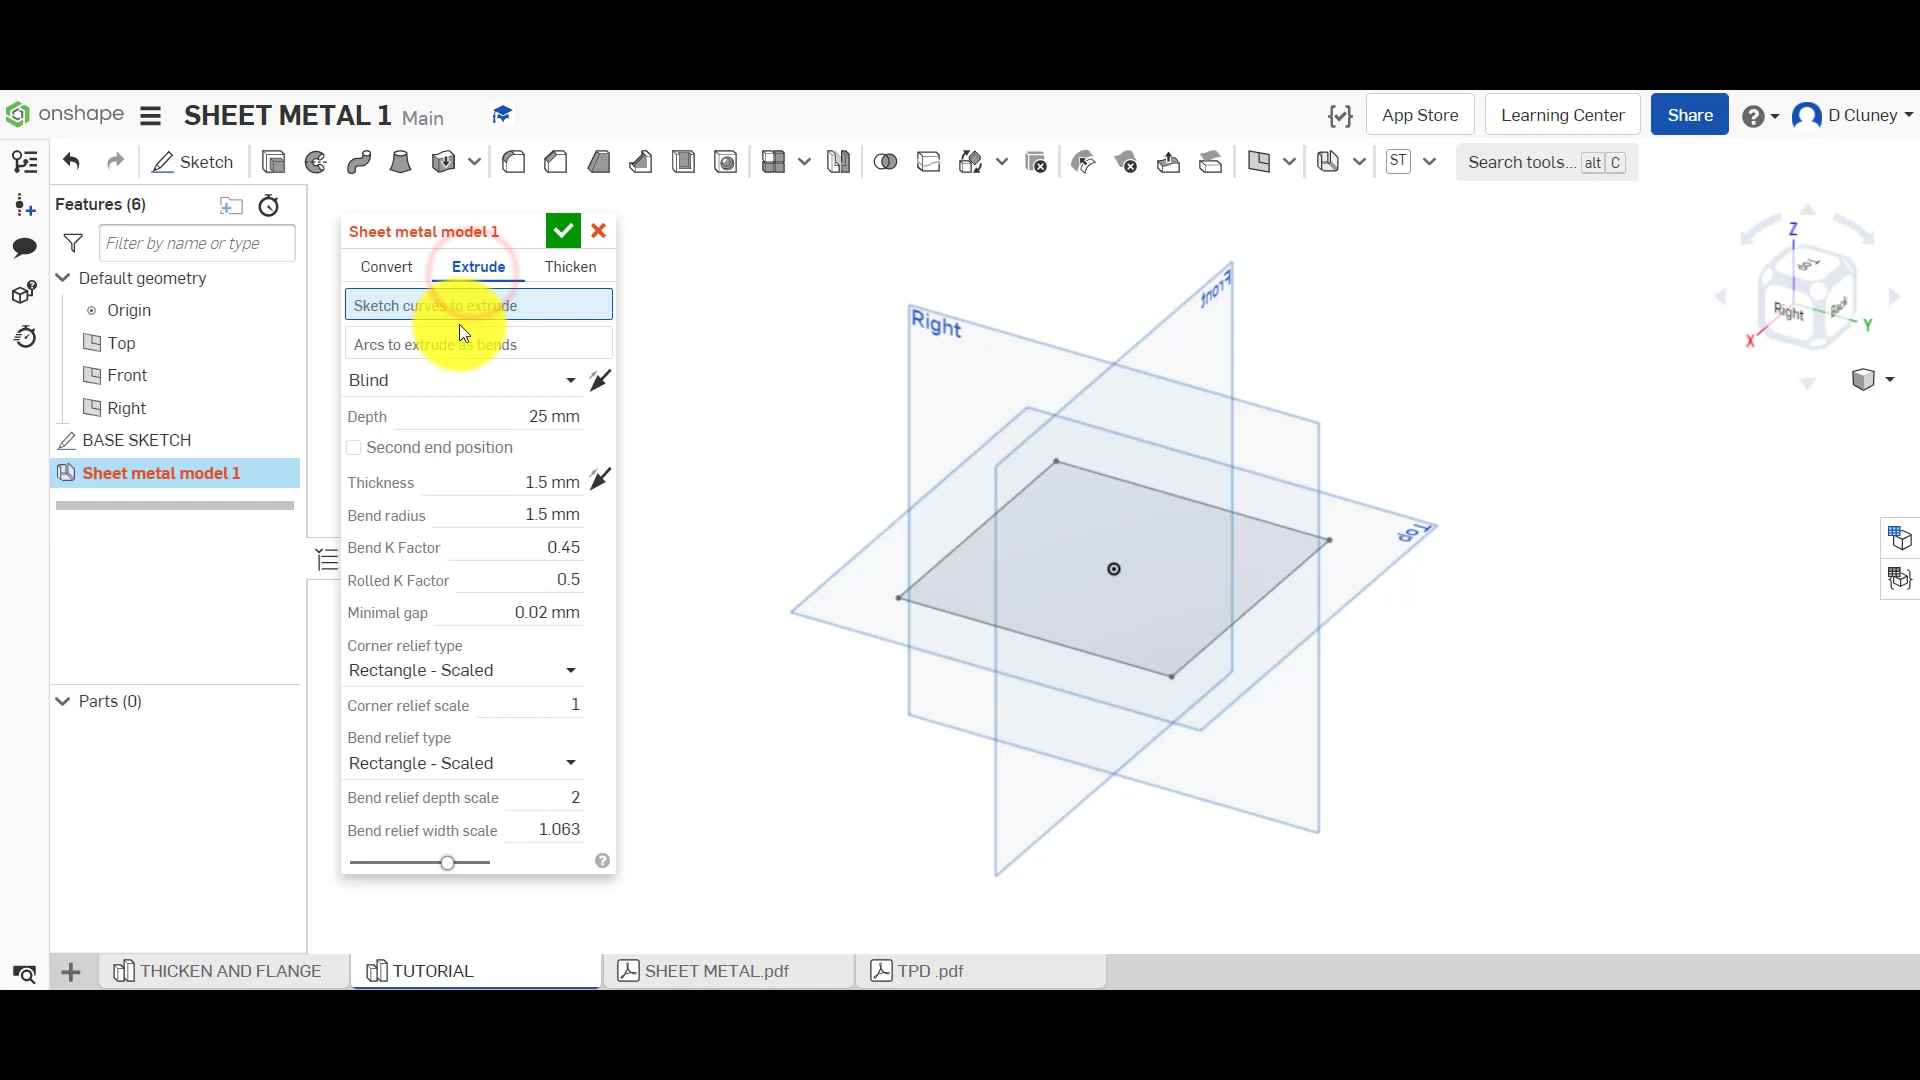 onshape SHEET METAL 1 Main App Store Learning Center Share D Cluney
Sketch ST Search tools... alt C
Features (6)
Filter by name or type
Default geometry
Origin
Top
Front
Right
BASE SKETCH
Sheet metal model 1
Parts (0)
Sheet metal model 1
Convert Extrude Thicken
Sketch curves to extrude
Arcs to extrude as bends
Blind
Depth 25 mm
Second end position
Thickness 1.5 mm
Bend radius 1.5 mm
Bend K Factor 0.45
Rolled K Factor 0.5
Minimal gap 0.02 mm
Corner relief type
Rectangle - Scaled
Corner relief scale 1
Bend relief type
Rectangle - Scaled
Bend relief depth scale 2
Bend relief width scale 1.063
Right
Front
Top
Z
Top
Right
Back
X
Y
THICKEN AND FLANGE TUTORIAL SHEET METAL.pdf TPD .pdf